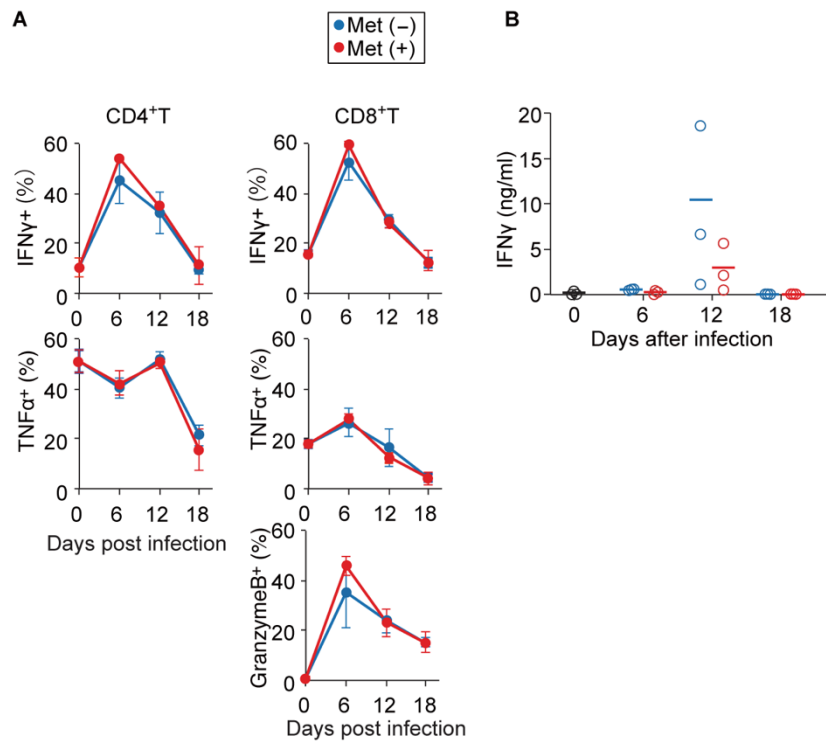 A
Met (−)
Met (+)
B
CD4⁺T
CD8⁺T
IFNγ+ (%)
60
40
20
0
0 6 12 18
IFNγ+ (%)
60
40
20
0
0 6 12 18
IFNγ (ng/ml)
20
15
10
5
0
0 6 12 18
Days after infection
TNFα⁺ (%)
60
40
20
0
0 6 12 18
Days post infection
TNFα⁺ (%)
60
40
20
0
0 6 12 18
GranzymeB⁺ (%)
60
40
20
0
0 6 12 18
Days post infection